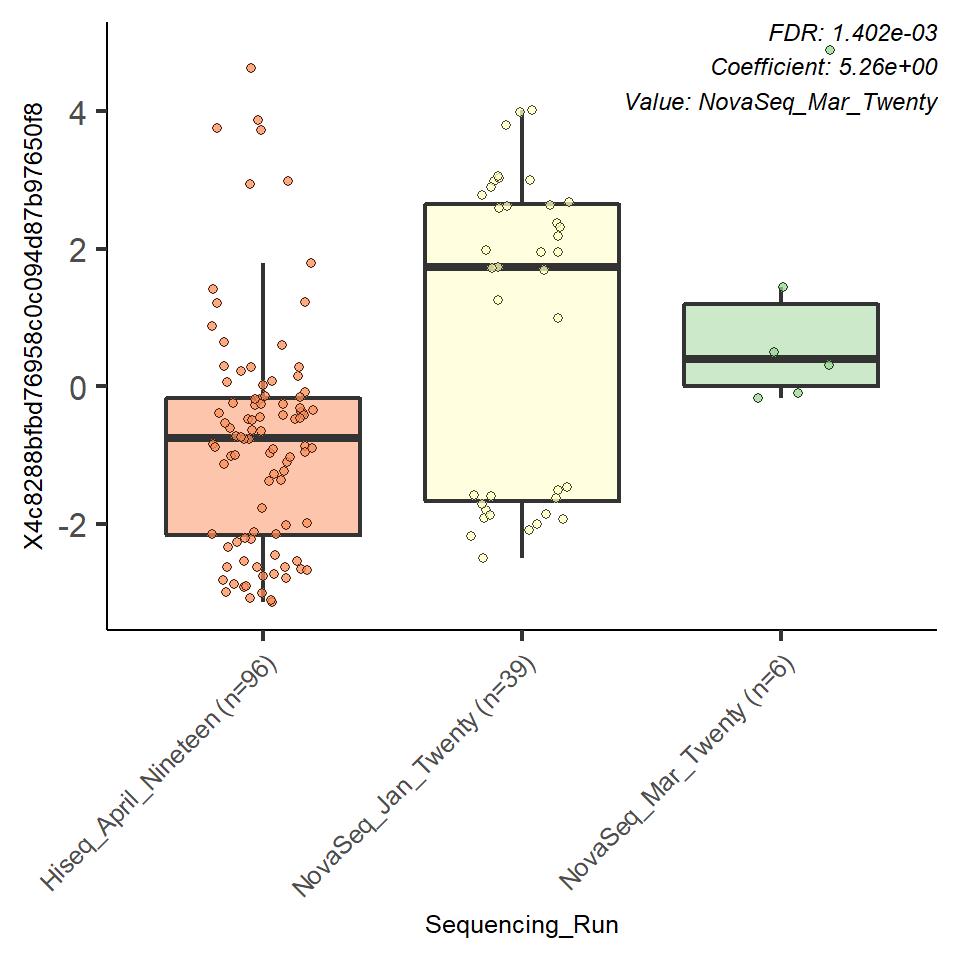 FDR: 1.402e-03
Coefficient: 5.26e+00
Value: NovaSeq_Mar_Twenty
X4c8288bfbd76958c0c094d87b97650f8
4
2
0
-2
Hiseq_April_Nineteen (n=96)
NovaSeq_Jan_Twenty (n=39)
NovaSeq_Mar_Twenty (n=6)
Sequencing_Run